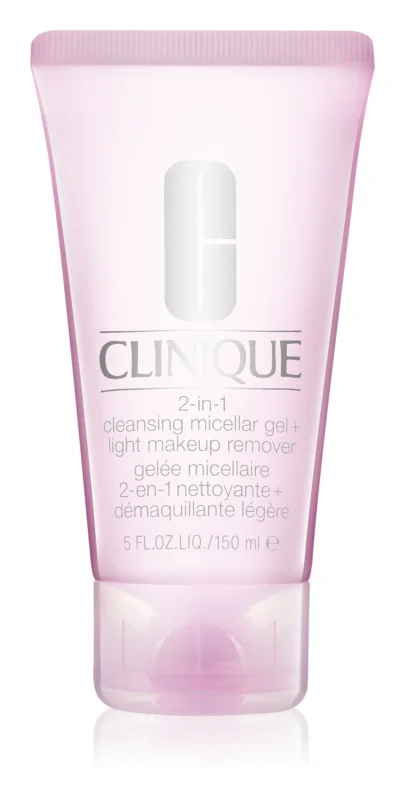 CLINIQUE
2-in-1
cleansing micellar gel+
light makeup remover
gelée micellaire
2-en-1 nettoyante+
démaquillante légère
5 FL.OZ.LIQ./150 ml ℮